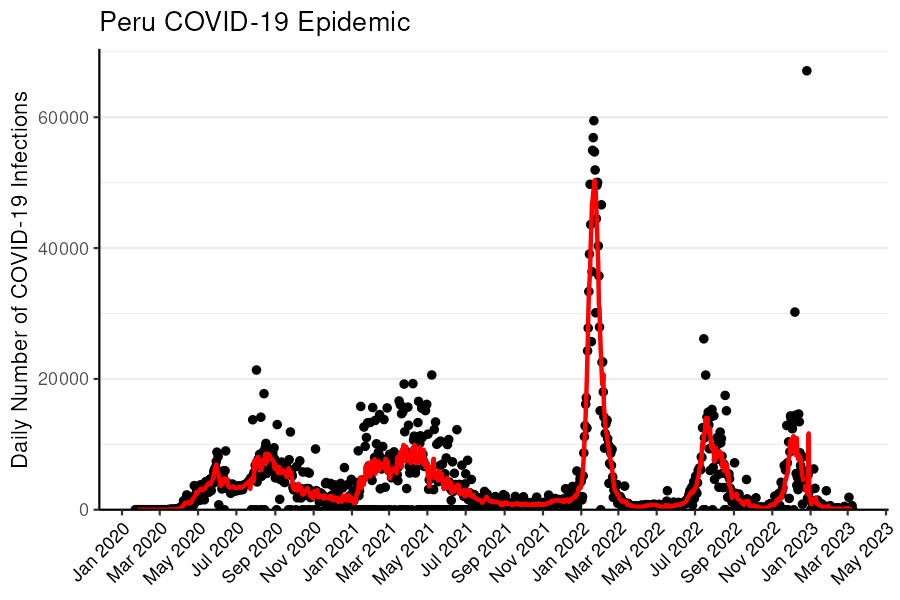 Peru COVID-19 Epidemic
Daily Number of COVID-19 Infections
60000
40000
20000
0
Jan 2020
Mar 2020
May 2020
Jul 2020
Sep 2020
Nov 2020
Jan 2021
Mar 2021
May 2021
Jul 2021
Sep 2021
Nov 2021
Jan 2022
Mar 2022
May 2022
Jul 2022
Sep 2022
Nov 2022
Jan 2023
Mar 2023
May 2023